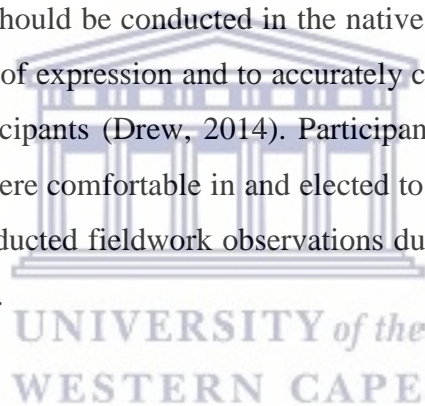 hould be conducted in the native
of expression and to accurately c
cipants (Drew, 2014). Participan
ere comfortable in and elected to
ducted fieldwork observations du
.
UNIVERSITY of the
WESTERN CAPE